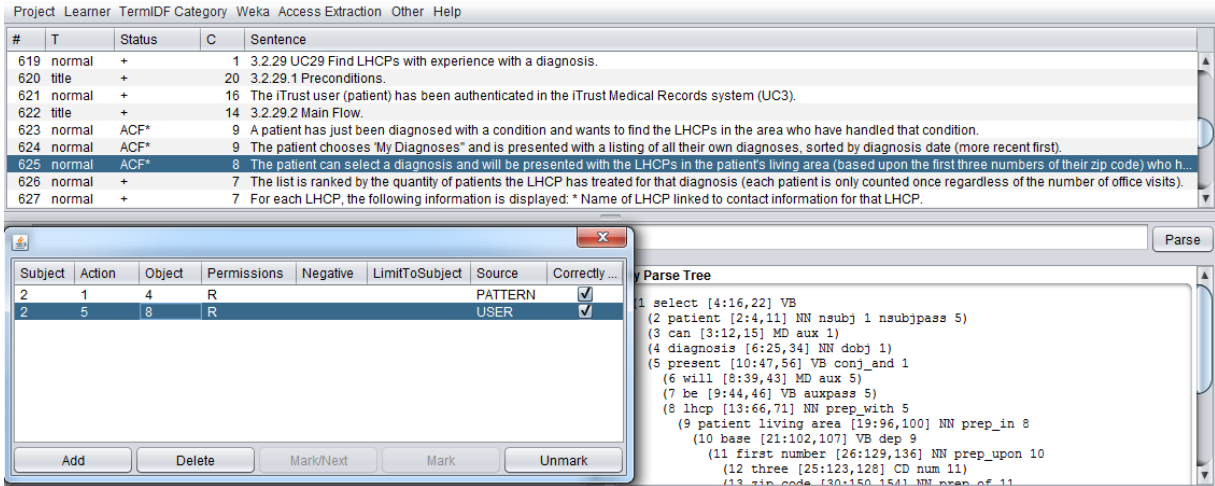 Project Learner TermIDF Category Weka Access Extraction Other Help
# T Status C Sentence
619 normal + 1 3.2.29 UC29 Find LHCPs with experience with a diagnosis.
620 title + 20 3.2.29.1 Preconditions.
621 normal + 16 The iTrust user (patient) has been authenticated in the iTrust Medical Records system (UC3).
622 title + 14 3.2.29.2 Main Flow.
623 normal ACF* 9 A patient has just been diagnosed with a condition and wants to find the LHCPs in the area who have handled that condition.
624 normal ACF* 9 The patient chooses 'My Diagnoses" and is presented with a listing of all their own diagnoses, sorted by diagnosis date (more recent first).
625 normal ACF* 8 The patient can select a diagnosis and will be presented with the LHCPs in the patient's living area (based upon the first three numbers of their zip code) who h...
626 normal + 7 The list is ranked by the quantity of patients the LHCP has treated for that diagnosis (each patient is only counted once regardless of the number of office visits).
627 normal + 7 For each LHCP, the following information is displayed: * Name of LHCP linked to contact information for that LHCP.
Parse
Subject Action Object Permissions Negative LimitToSubject Source Correctly ...
2 1 4 R PATTERN
2 5 8 R USER
Add Delete Mark/Next Mark Unmark
y Parse Tree
(1 select [4:16,22] VB
(2 patient [2:4,11] NN nsubj 1 nsubjpass 5)
(3 can [3:12,15] MD aux 1)
(4 diagnosis [6:25,34] NN dobj 1)
(5 present [10:47,56] VB conj_and 1
(6 will [8:39,43] MD aux 5)
(7 be [9:44,46] VB auxpass 5)
(8 lhcp [13:66,71] NN prep_with 5
(9 patient living area [19:96,100] NN prep_in 8
(10 base [21:102,107] VB dep 9
(11 first number [26:129,136] NN prep_upon 10
(12 three [25:123,128] CD num 11)
(13 zip code [30:150,154] NN prep_of 11